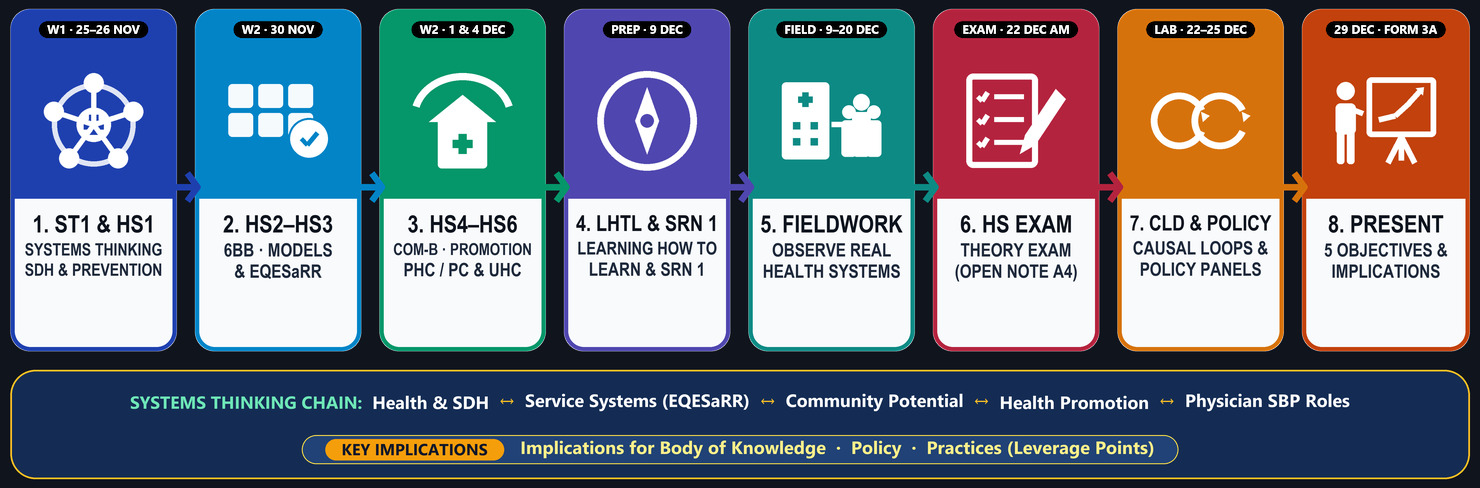 W1 · 25–26 NOV
1. ST1 & HS1
SYSTEMS THINKING
SDH & PREVENTION
W2 · 30 NOV
2. HS2–HS3
6BB · MODELS
& EQESaRR
W2 · 1 & 4 DEC
3. HS4–HS6
COM-B · PROMOTION
PHC / PC & UHC
PREP · 9 DEC
4. LHTL & SRN 1
LEARNING HOW TO
LEARN & SRN 1
FIELD · 9–20 DEC
5. FIELDWORK
OBSERVE REAL
HEALTH SYSTEMS
EXAM · 22 DEC AM
6. HS EXAM
THEORY EXAM
(OPEN NOTE A4)
LAB · 22–25 DEC
7. CLD & POLICY
CAUSAL LOOPS &
POLICY PANELS
29 DEC · FORM 3A
8. PRESENT
5 OBJECTIVES &
IMPLICATIONS
SYSTEMS THINKING CHAIN: Health & SDH ↔ Service Systems (EQESaRR) ↔ Community Potential ↔ Health Promotion ↔ Physician SBP Roles
KEY IMPLICATIONS Implications for Body of Knowledge · Policy · Practices (Leverage Points)